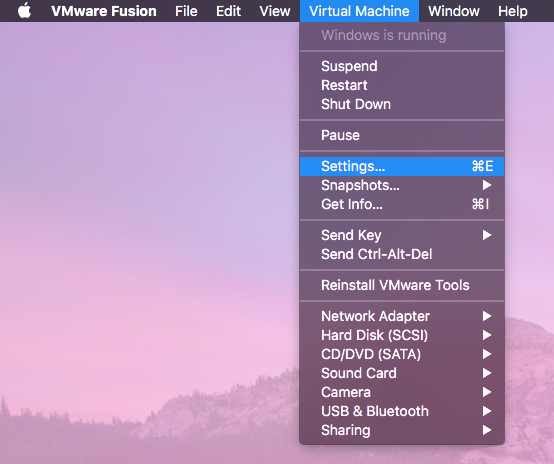 VMware Fusion File Edit View Virtual Machine Window Help
Windows is running
Suspend
Restart
Shut Down
Pause
Settings... ⌘E
Snapshots...
Get Info... ⌘I
Send Key
Send Ctrl-Alt-Del
Reinstall VMware Tools
Network Adapter
Hard Disk (SCSI)
CD/DVD (SATA)
Sound Card
Camera
USB & Bluetooth
Sharing